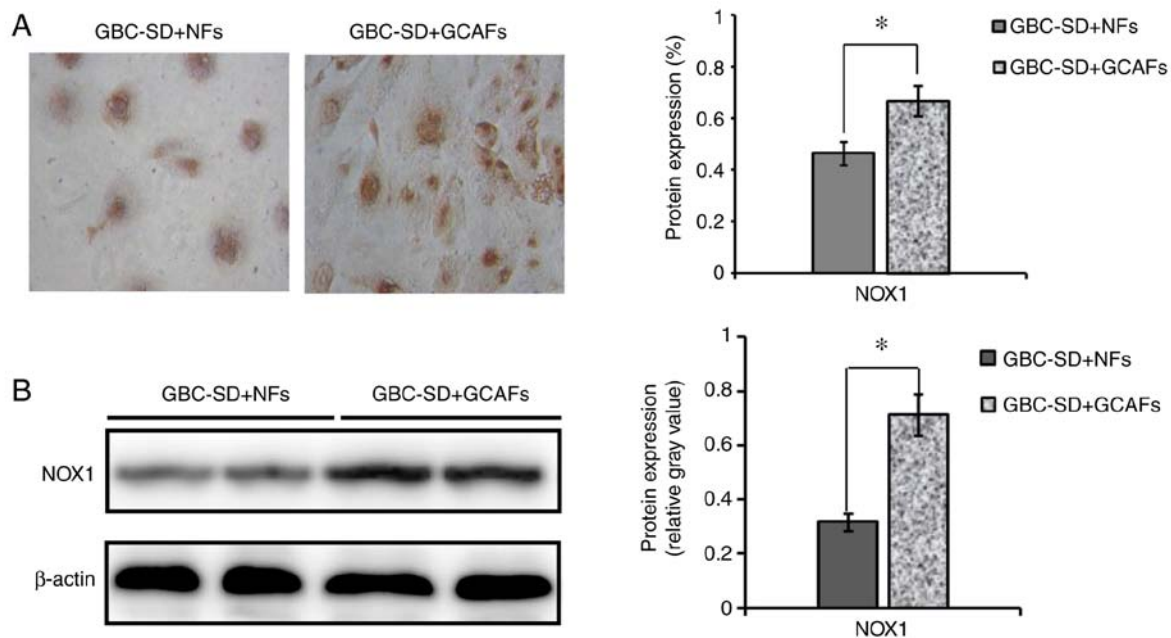 A
GBC-SD+NFs
GBC-SD+GCAFs
Protein expression (%)
1
0.8
0.6
0.4
0.2
0
*
NOX1
GBC-SD+NFs
GBC-SD+GCAFs
B
GBC-SD+NFs
GBC-SD+GCAFs
NOX1
β-actin
Protein expression
(relative gray value)
1
0.8
0.6
0.4
0.2
0
*
NOX1
GBC-SD+NFs
GBC-SD+GCAFs